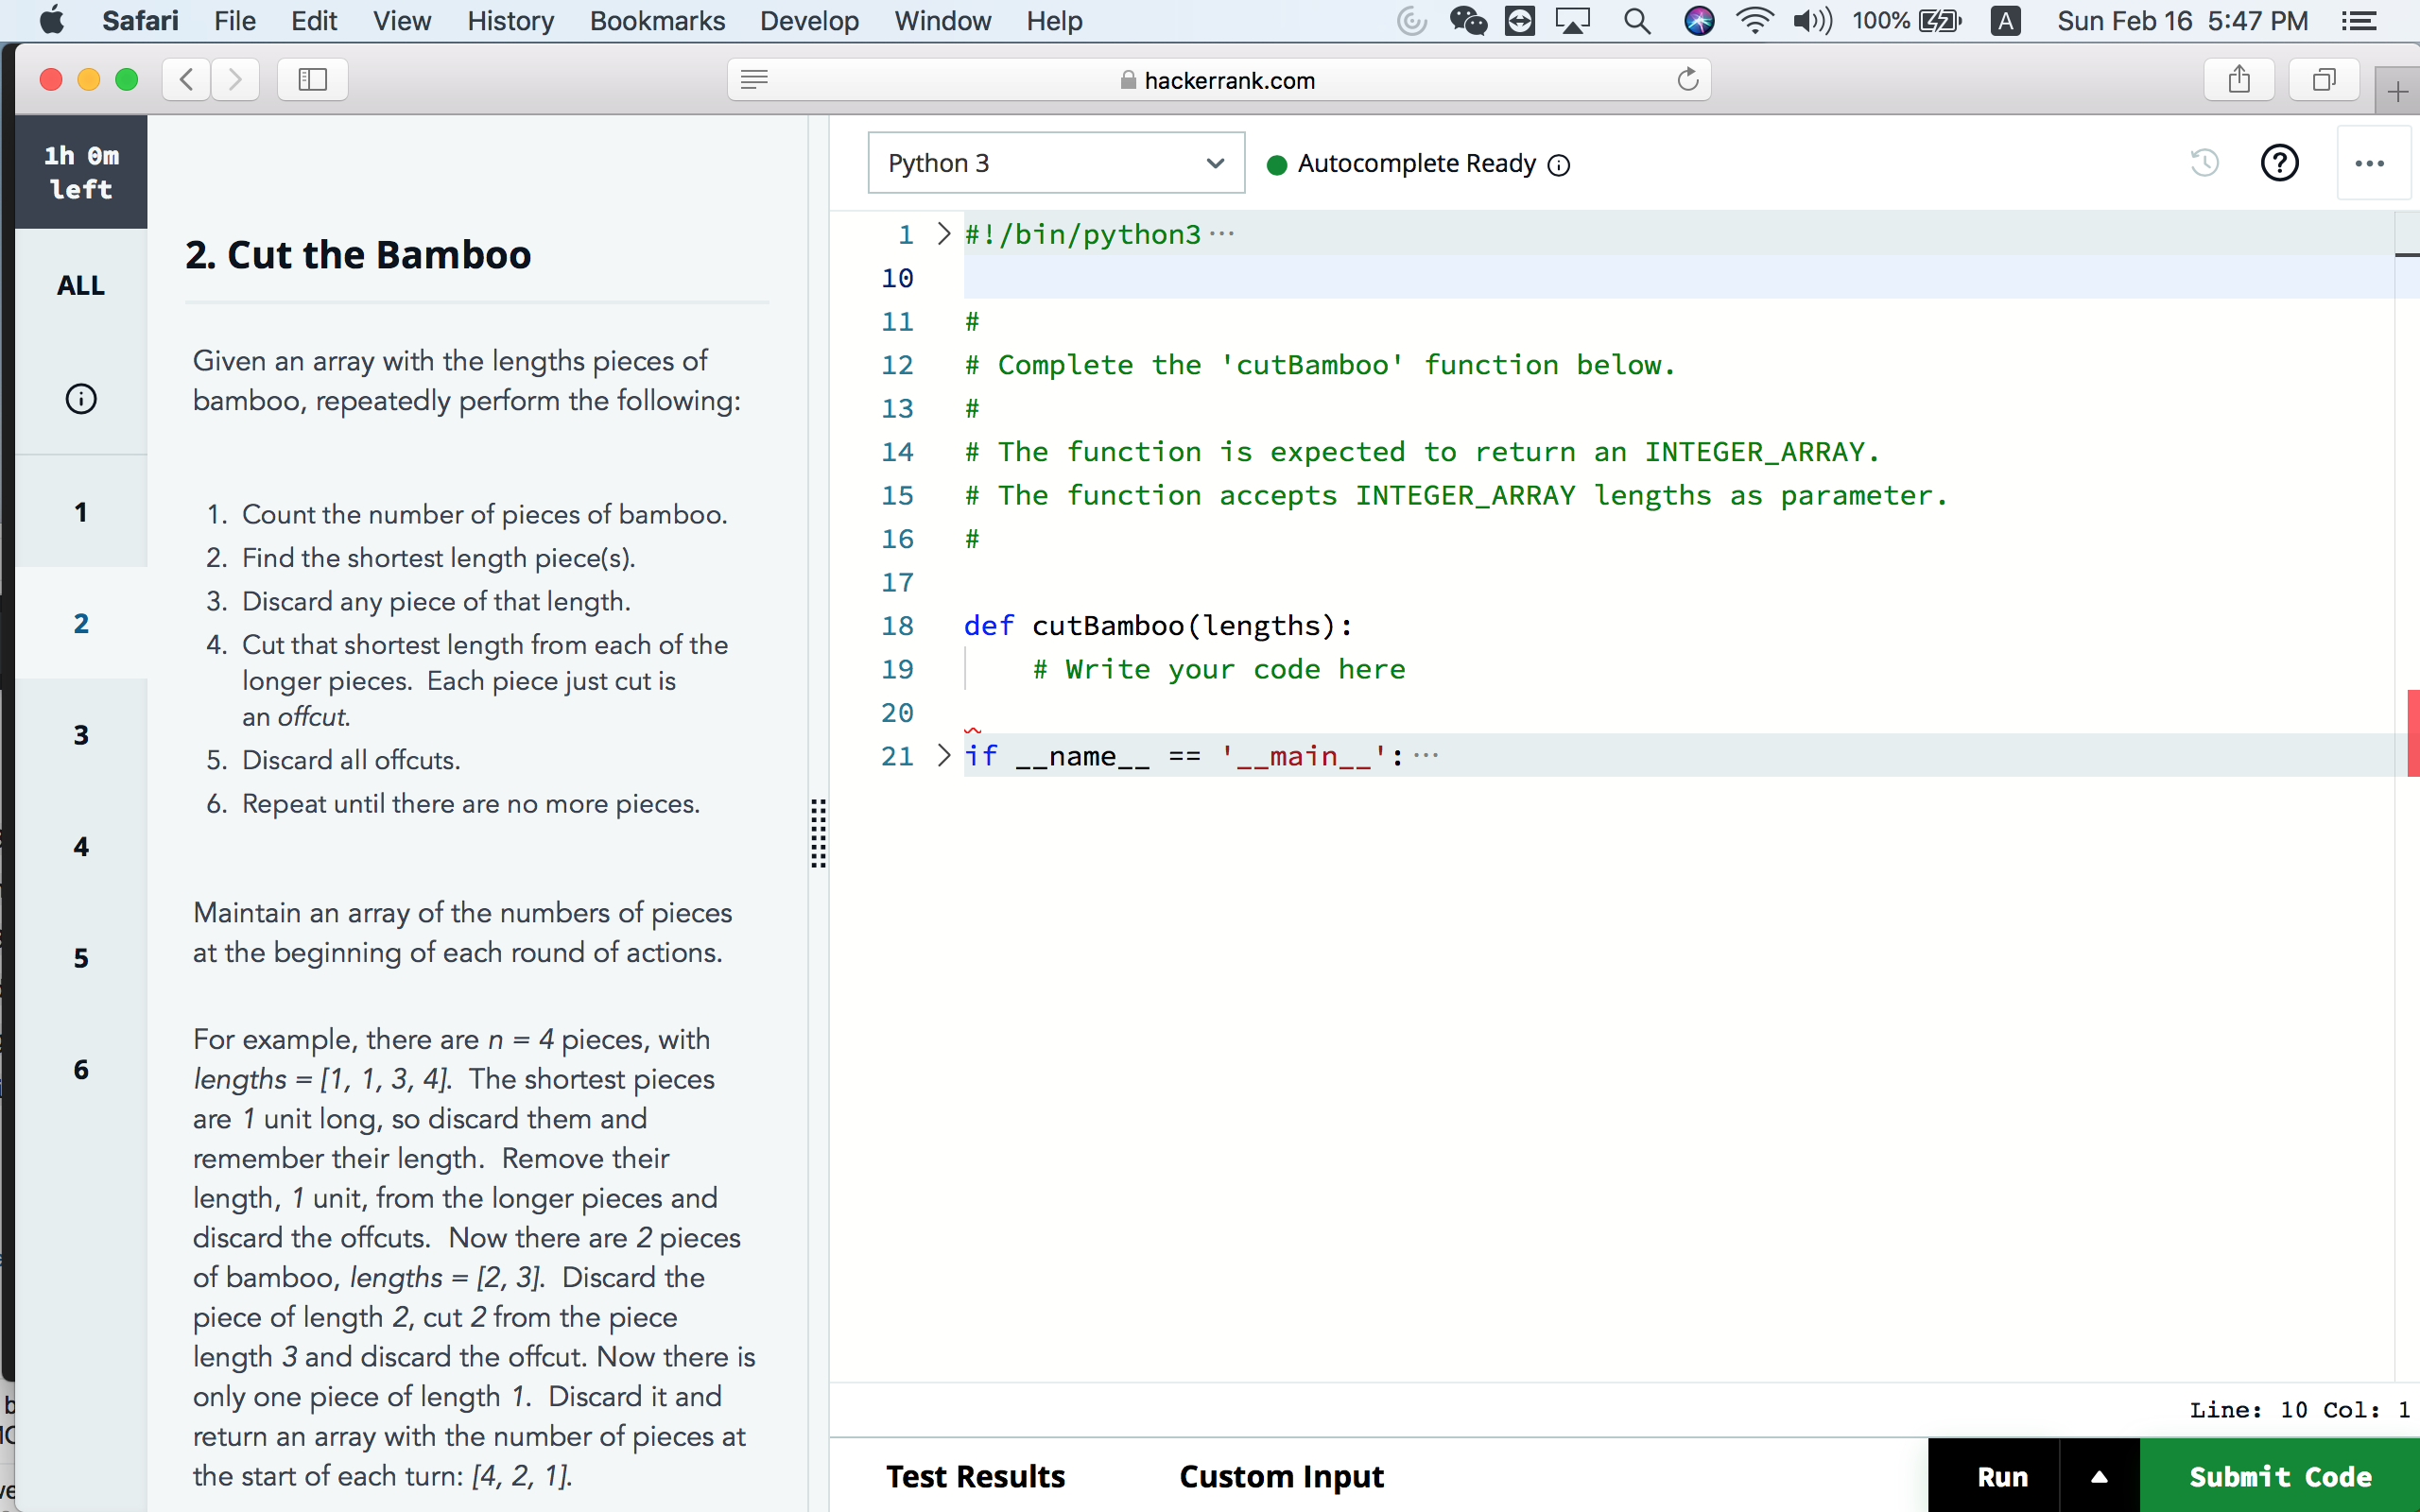 Safari File Edit View History Bookmarks Develop Window Help 100% A Sun Feb 16 5:47 PM
hackerrank.com
1h 0m
left
ALL
1
2
3
4
5
6
2. Cut the Bamboo
Given an array with the lengths pieces of
bamboo, repeatedly perform the following:
1. Count the number of pieces of bamboo.
2. Find the shortest length piece(s).
3. Discard any piece of that length.
4. Cut that shortest length from each of the
longer pieces. Each piece just cut is
an offcut.
5. Discard all offcuts.
6. Repeat until there are no more pieces.
Maintain an array of the numbers of pieces
at the beginning of each round of actions.
For example, there are n = 4 pieces, with
lengths = [1, 1, 3, 4]. The shortest pieces
are 1 unit long, so discard them and
remember their length. Remove their
length, 1 unit, from the longer pieces and
discard the offcuts. Now there are 2 pieces
of bamboo, lengths = [2, 3]. Discard the
piece of length 2, cut 2 from the piece
length 3 and discard the offcut. Now there is
only one piece of length 1. Discard it and
return an array with the number of pieces at
the start of each turn: [4, 2, 1].
Python 3 Autocomplete Ready
1 #!/bin/python3 ...
10
11 #
12 # Complete the 'cutBamboo' function below.
13 #
14 # The function is expected to return an INTEGER_ARRAY.
15 # The function accepts INTEGER_ARRAY lengths as parameter.
16 #
17
18 def cutBamboo(lengths):
19 # Write your code here
20
21 if __name__ == '__main__': ...
Line: 10 Col: 1
Test Results Custom Input Run Submit Code